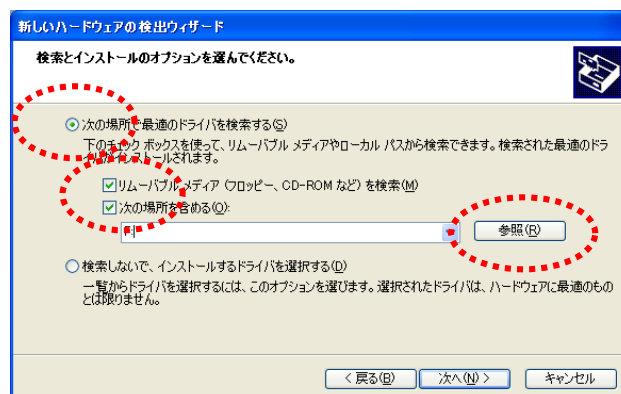 新しいハードウェアの検出ウィザード
検索とインストールのオプションを選んでください。
次の場所で最適のドライバを検索する(S)
下のチェック ボックスを使って、リムーバブル メディアやローカル パスから検索できます。検索された最適のドラ
イバがインストールされます。
リムーバブル メディア (フロッピー、CD-ROM など) を検索(M)
次の場所を含める(O):
参照(R)
検索しないで、インストールするドライバを選択する(D)
一覧からドライバを選択するには、このオプションを選びます。選択されたドライバは、ハードウェアに最適のもの
とは限りません。
< 戻る(B) 次へ(N) > キャンセル